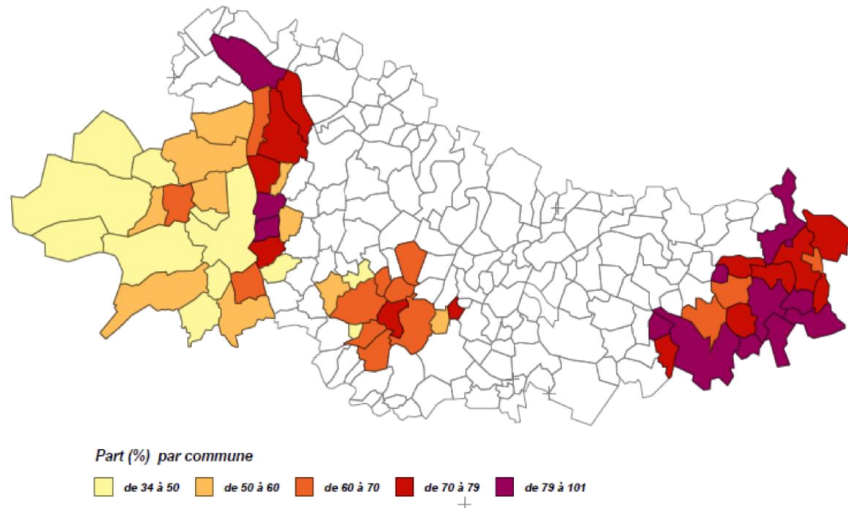 Part (%) par commune
de 34 à 50 de 50 à 60 de 60 à 70 de 70 à 79 de 79 à 101